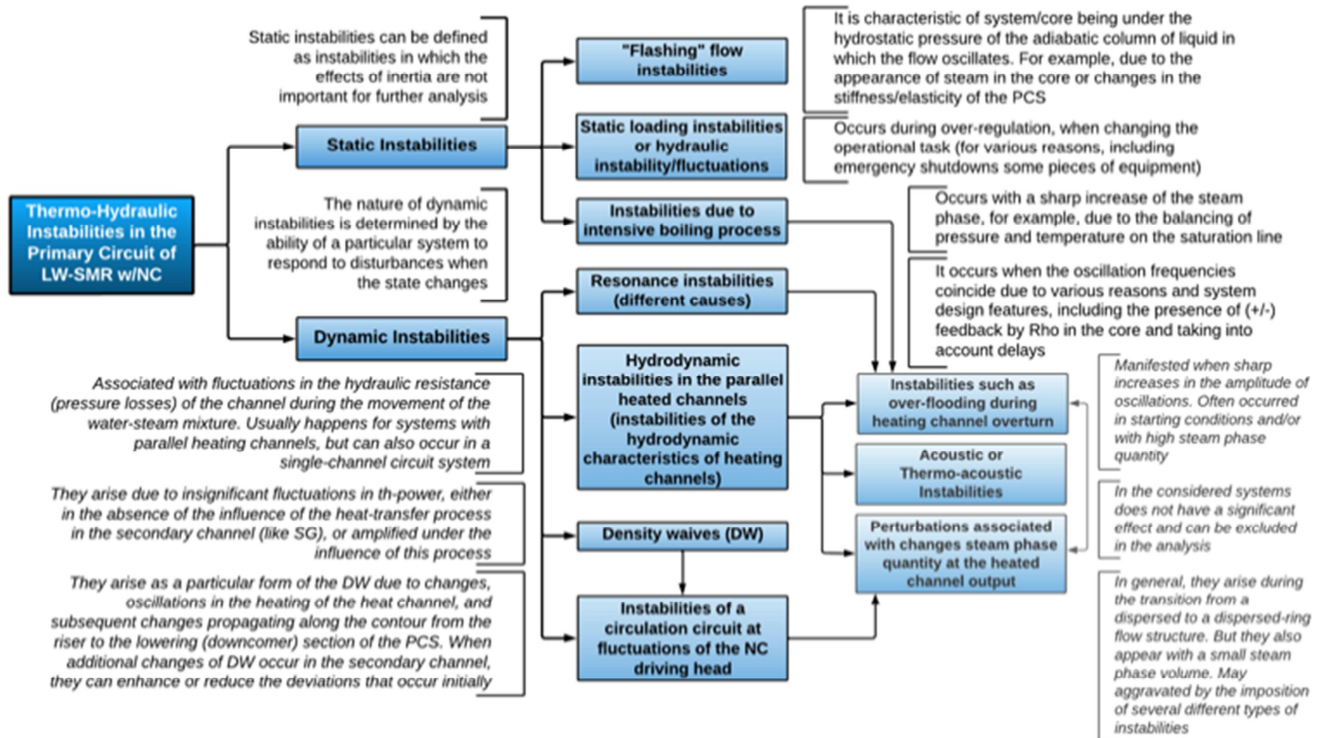 Thermo-Hydraulic
Instabilities in the
Primary Circuit of
LW-SMR w/NC
Static instabilities can be defined
as instabilities in which the
effects of inertia are not
important for further analysis
Static Instabilities
The nature of dynamic
instabilities is determined by the
ability of a particular system to
respond to disturbances when
the state changes
Dynamic Instabilities
Associated with fluctuations in the hydraulic resistance
(pressure losses) of the channel during the movement of the
water-steam mixture. Usually happens for systems with
parallel heating channels, but can also occur in a
single-channel circuit system
They arise due to insignificant fluctuations in th-power, either
in the absence of the influence of the heat-transfer process
in the secondary channel (like SG), or amplified under the
influence of this process
They arise as a particular form of the DW due to changes,
oscillations in the heating of the heat channel, and
subsequent changes propagating along the contour from the
riser to the lowering (downcomer) section of the PCS. When
additional changes of DW occur in the secondary channel,
they can enhance or reduce the deviations that occur initially
"Flashing" flow
instabilities
Static loading instabilities
or hydraulic
instability/fluctuations
Instabilities due to
intensive boiling process
Resonance instabilities
(different causes)
Hydrodynamic
instabilities in the parallel
heated channels
(instabilities of the
hydrodynamic
characteristics of heating
channels)
Density waives (DW)
Instabilities of a
circulation circuit at
fluctuations of the NC
driving head
It is characteristic of system/core being under the
hydrostatic pressure of the adiabatic column of liquid in
which the flow oscillates. For example, due to the
appearance of steam in the core or changes in the
stiffness/elasticity of the PCS
Occurs during over-regulation, when changing the
operational task (for various reasons, including
emergency shutdowns some pieces of equipment)
Occurs with a sharp increase of the steam
phase, for example, due to the balancing of
pressure and temperature on the saturation line
It occurs when the oscillation frequencies
coincide due to various reasons and system
design features, including the presence of (+/-)
feedback by Rho in the core and taking into
account delays
Instabilities such as
over-flooding during
heating channel overturn
Acoustic or
Thermo-acoustic
Instabilities
Perturbations associated
with changes steam phase
quantity at the heated
channel output
Manifested when sharp
increases in the amplitude of
oscillations. Often occurred
in starting conditions and/or
with high steam phase
quantity
In the considered systems
does not have a significant
effect and can be excluded
in the analysis
In general, they arise during
the transition from a
dispersed to a dispersed-ring
flow structure. But they also
appear with a small steam
phase volume. May
aggravated by the imposition
of several different types of
instabilities